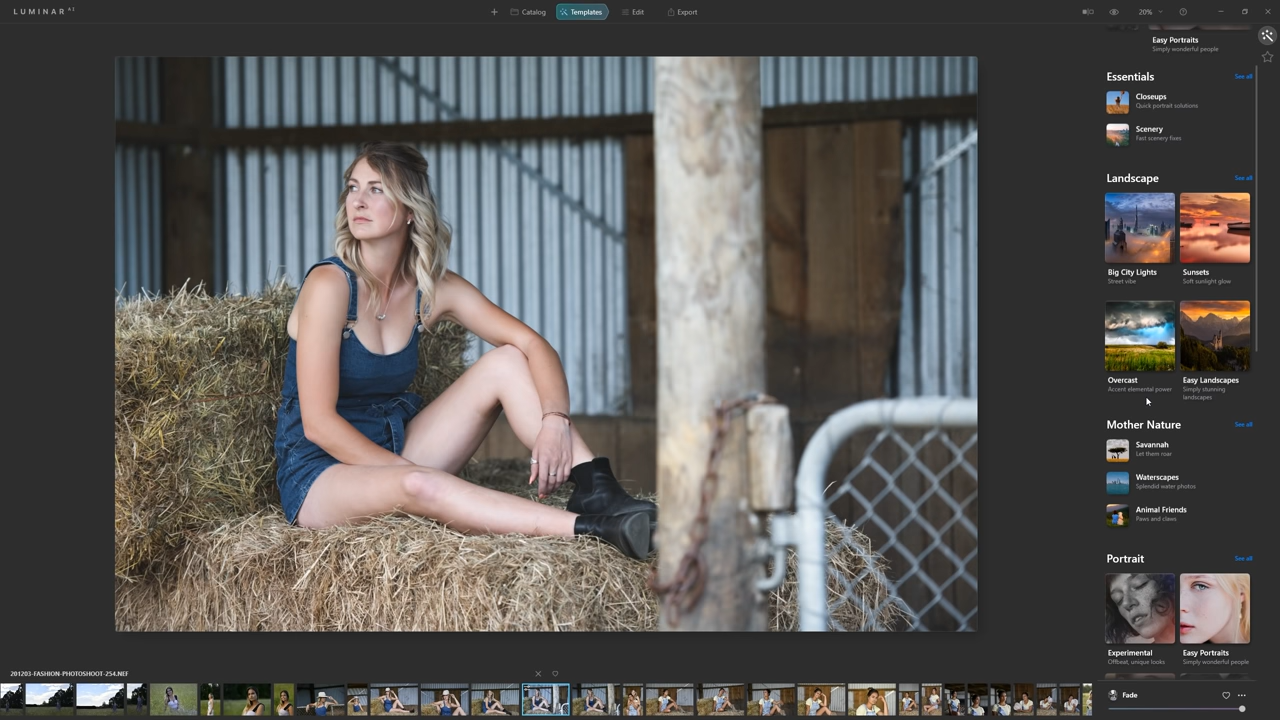 LUMINAR AI
Catalog
Templates
Edit
Export
20%
Easy Portraits
Simply wonderful people
Essentials
See all
Closeups
Quick portrait solutions
Scenery
Fast scenery fixes
Landscape
See all
Big City Lights
Street vibe
Sunsets
Soft sunlight glow
Overcast
Accent elemental power
Easy Landscapes
Simply stunning
landscapes
Mother Nature
See all
Savannah
Let them roar
Waterscapes
Splendid water photos
Animal Friends
Paws and claws
Portrait
See all
Experimental
Offbeat, unique looks
Easy Portraits
Simply wonderful people
201203-FASHION-PHOTOSHOOT-254.NEF
Fade